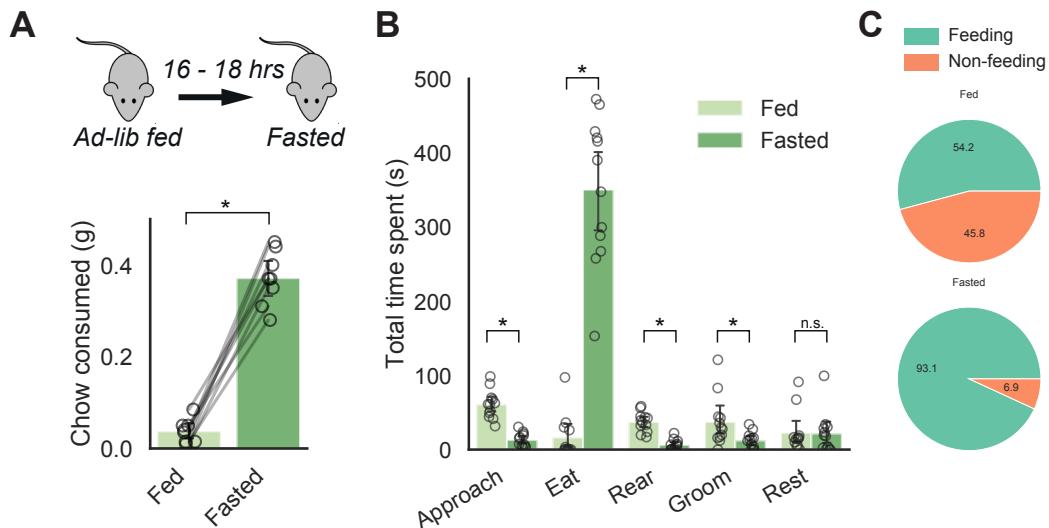 A
16 - 18 hrs
Ad-lib fed
Fasted
*
Chow consumed (g)
0.4
0.2
0.0
Fed
Fasted
B
Total time spent (s)
500
400
300
200
100
0
Fed
Fasted
*
*
*
*
n.s.
Approach
Eat
Rear
Groom
Rest
C
Feeding
Non-feeding
Fed
54.2
45.8
Fasted
93.1
6.9